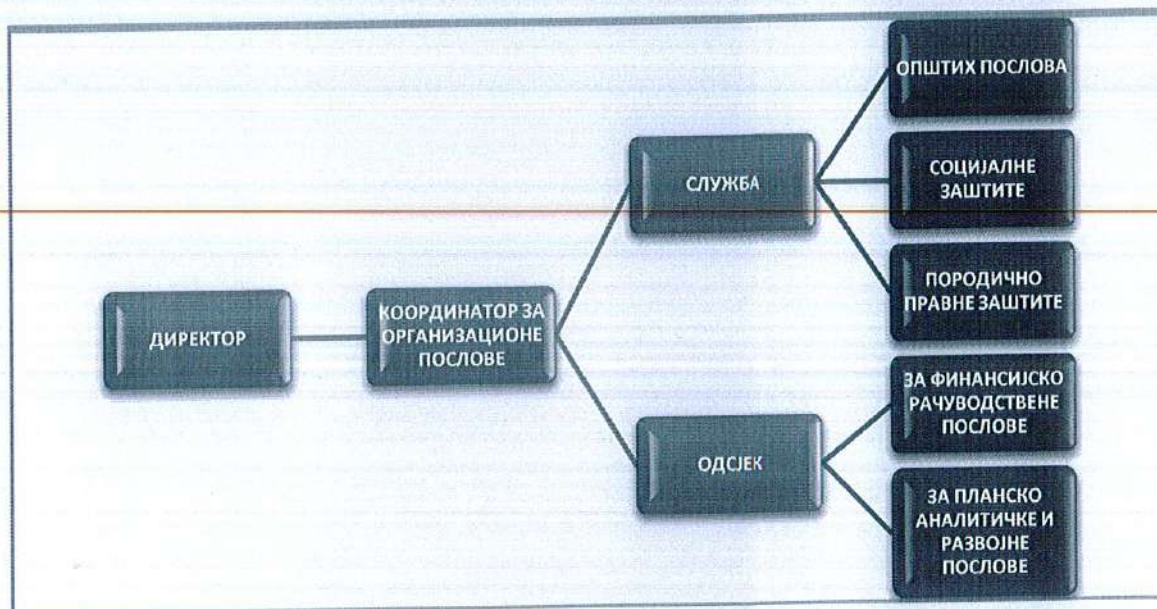 ДИРЕКТОР
КООРДИНАТОР ЗА
ОРГАНИЗАЦИОНЕ
ПОСЛОВЕ
СЛУЖБА
ОПШТИХ ПОСЛОВА
СОЦИЈАЛНЕ
ЗАШТИТЕ
ПОРОДИЧНО
ПРАВНЕ ЗАШТИТЕ
ОДСЈЕК
ЗА ФИНАНСИЈСКО
РАЧУВОДСТВЕНЕ
ПОСЛОВЕ
ЗА ПЛАНСКО
АНАЛИТИЧКЕ И
РАЗВОЈНЕ
ПОСЛОВЕ